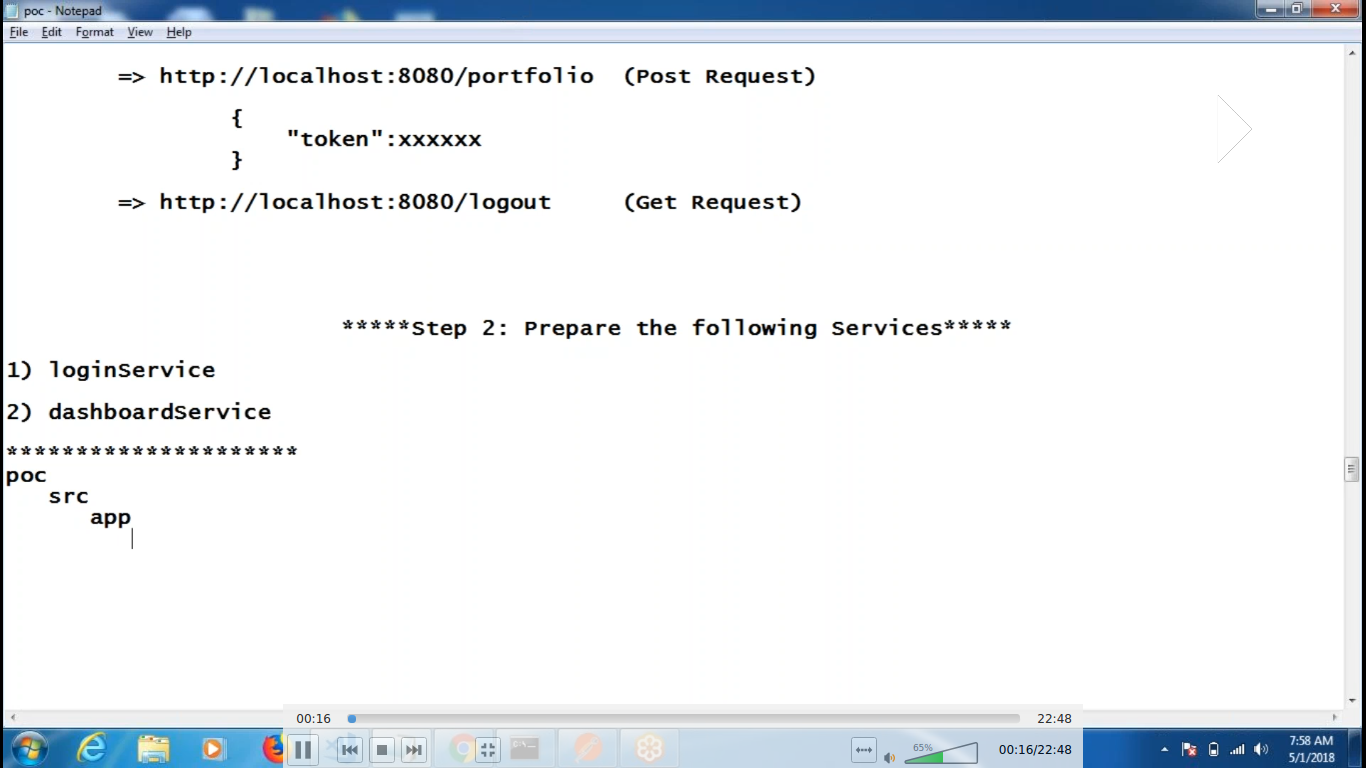 poc - Notepad
File Edit Format View Help
=> http://localhost:8080/portfolio (Post Request)
{
"token":xxxxxx
}
=> http://localhost:8080/logout (Get Request)
*****Step 2: Prepare the following Services*****
1) loginService
2) dashboardService
*********************
poc
src
app
00:16 22:48
65%
00:16/22:48
7:58 AM
5/1/2018